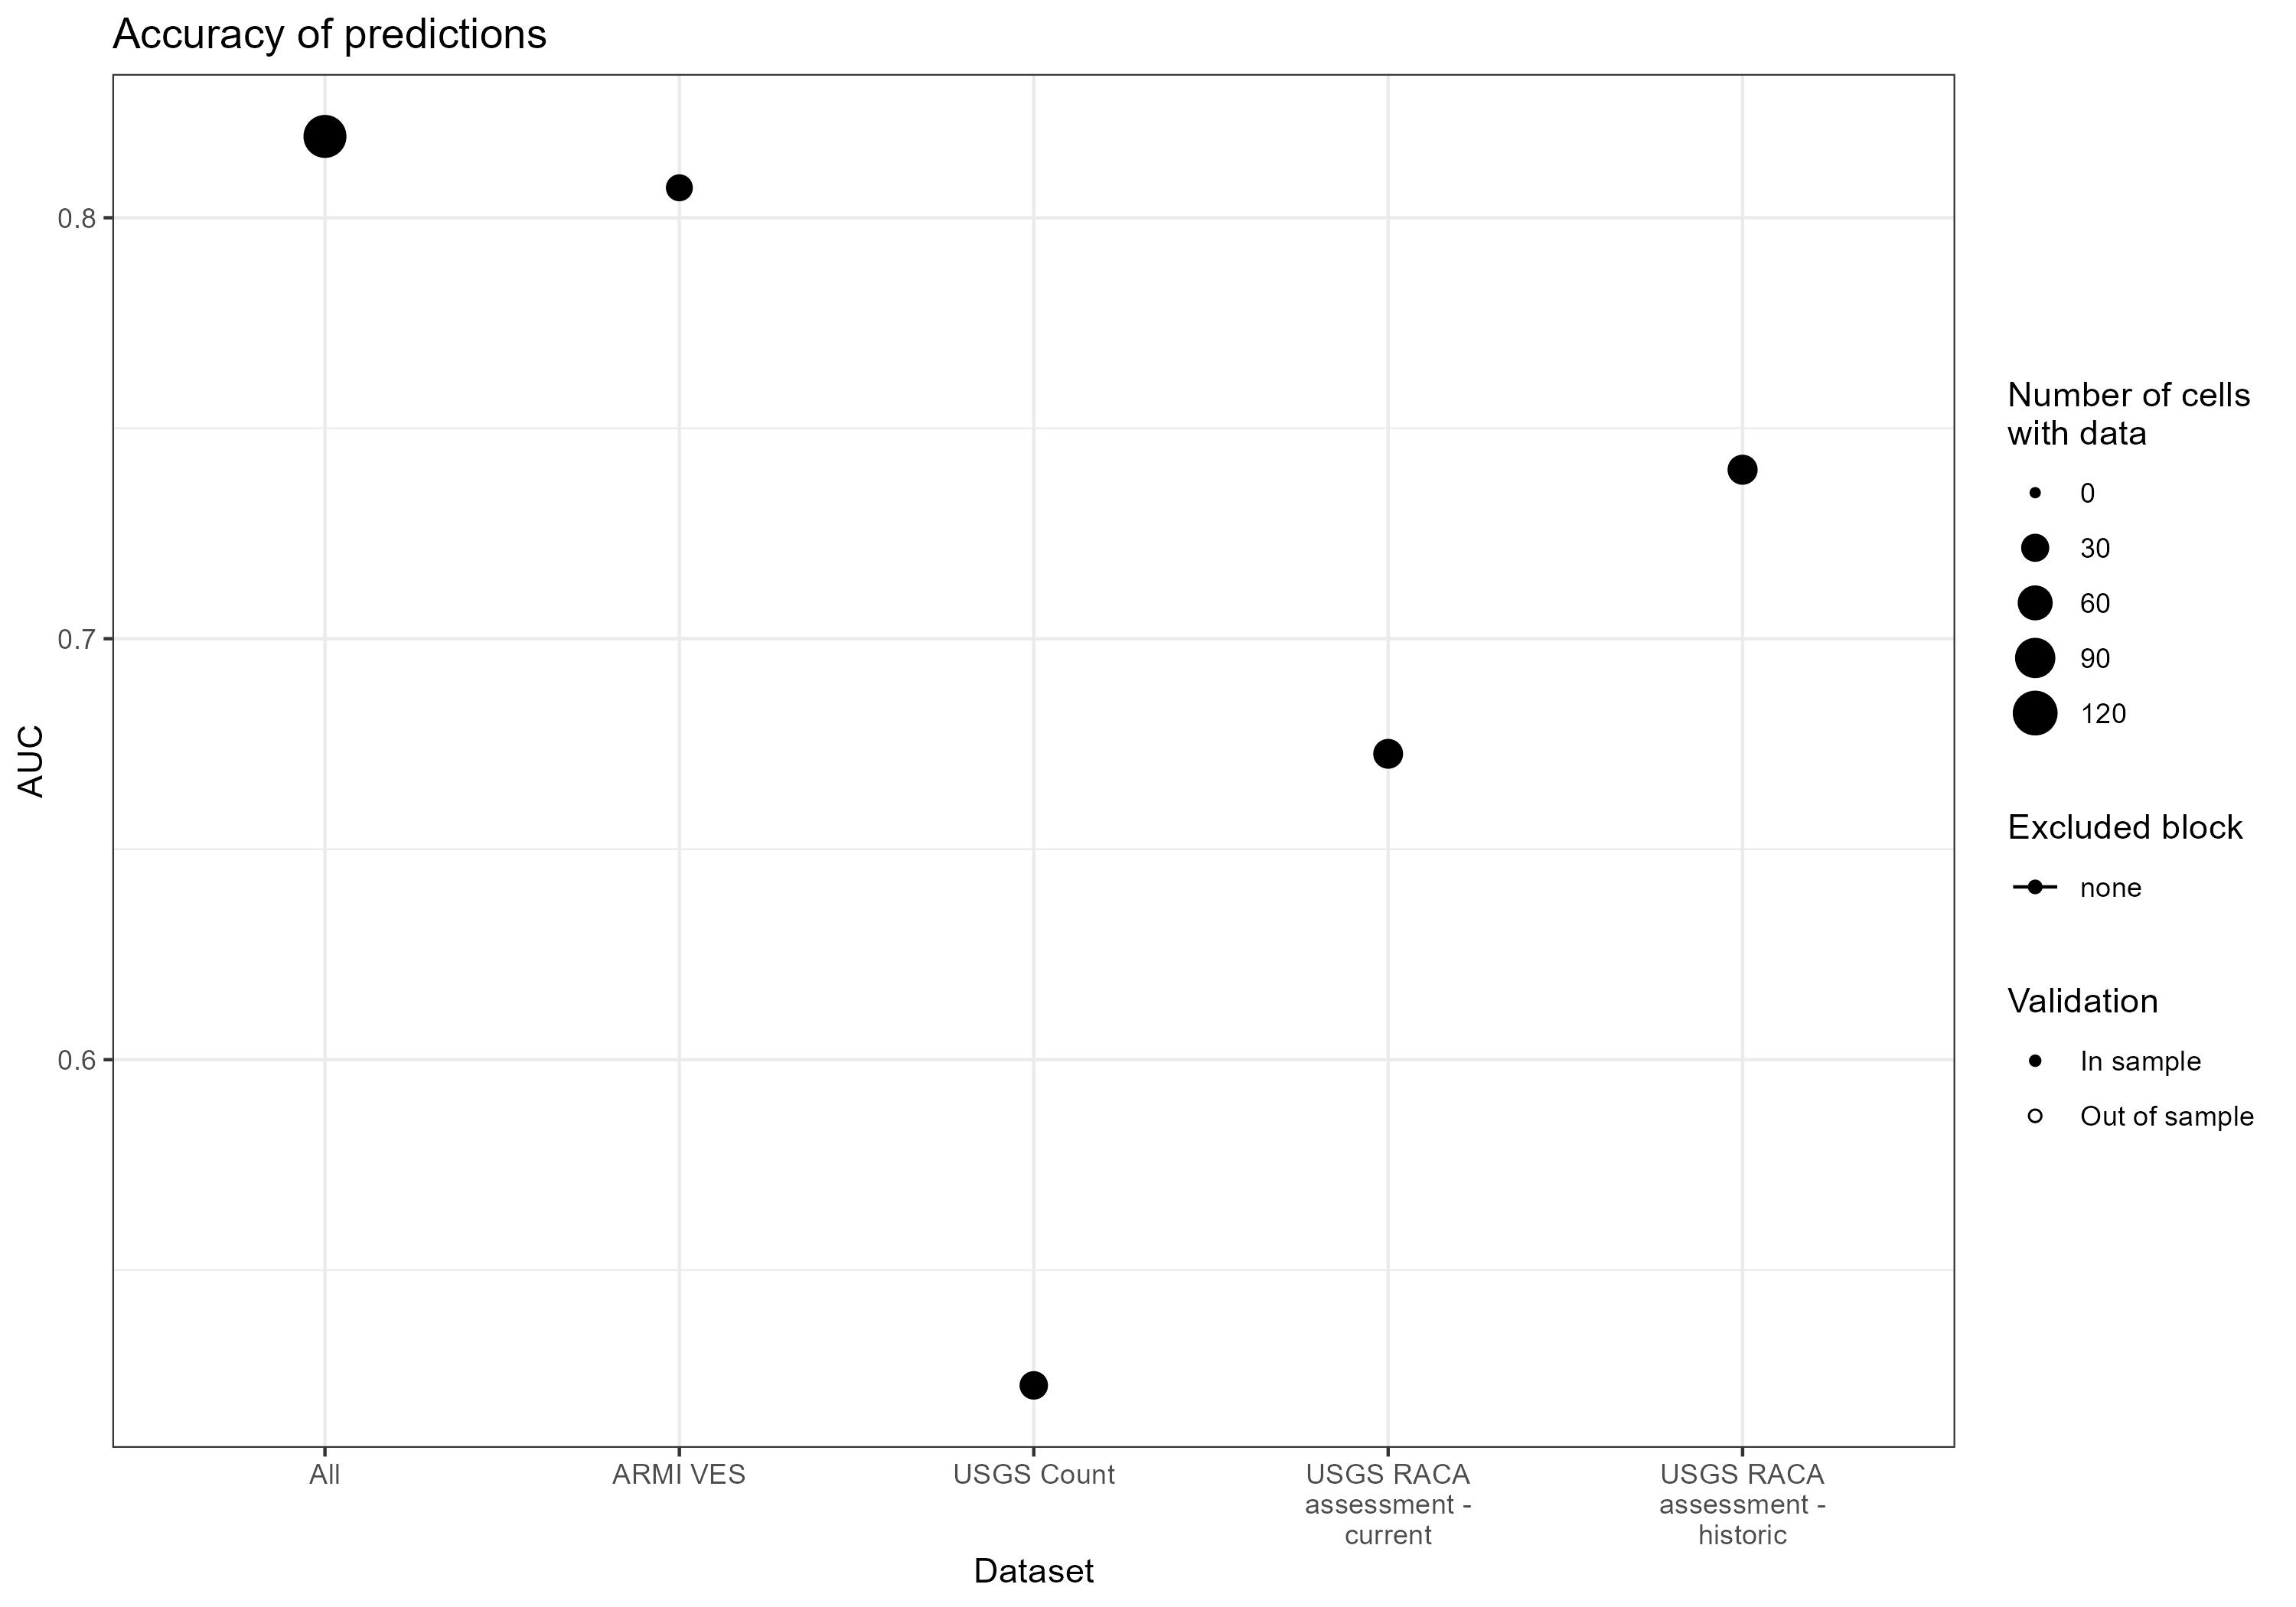 Accuracy of predictions
AUC
0.8
0.7
0.6
All
ARMI VES
USGS Count
USGS RACA
assessment -
current
USGS RACA
assessment -
historic
Dataset
Number of cells
with data
0
30
60
90
120
Excluded block
none
Validation
In sample
Out of sample